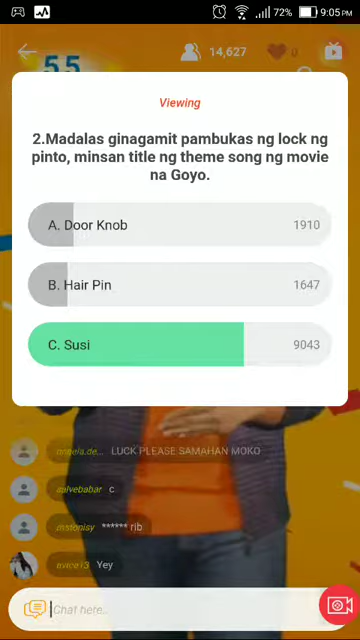 72%
9:05 PM
55
14,627
0
Viewing
2.Madalas ginagamit pambukas ng lock ng
pinto, minsan title ng theme song ng movie
na Goyo.
A. Door Knob 1910
B. Hair Pin 1647
C. Susi 9043
LUCK PLEASE SAMAHAN MOKO
salvebabar c
****** rib
Yey
Chat here..